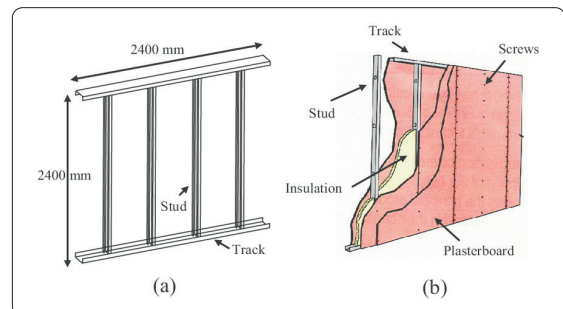 2400 mm
2400 mm
Stud
Track
(a)
Track
Screws
Stud
Insulation
Plasterboard
(b)